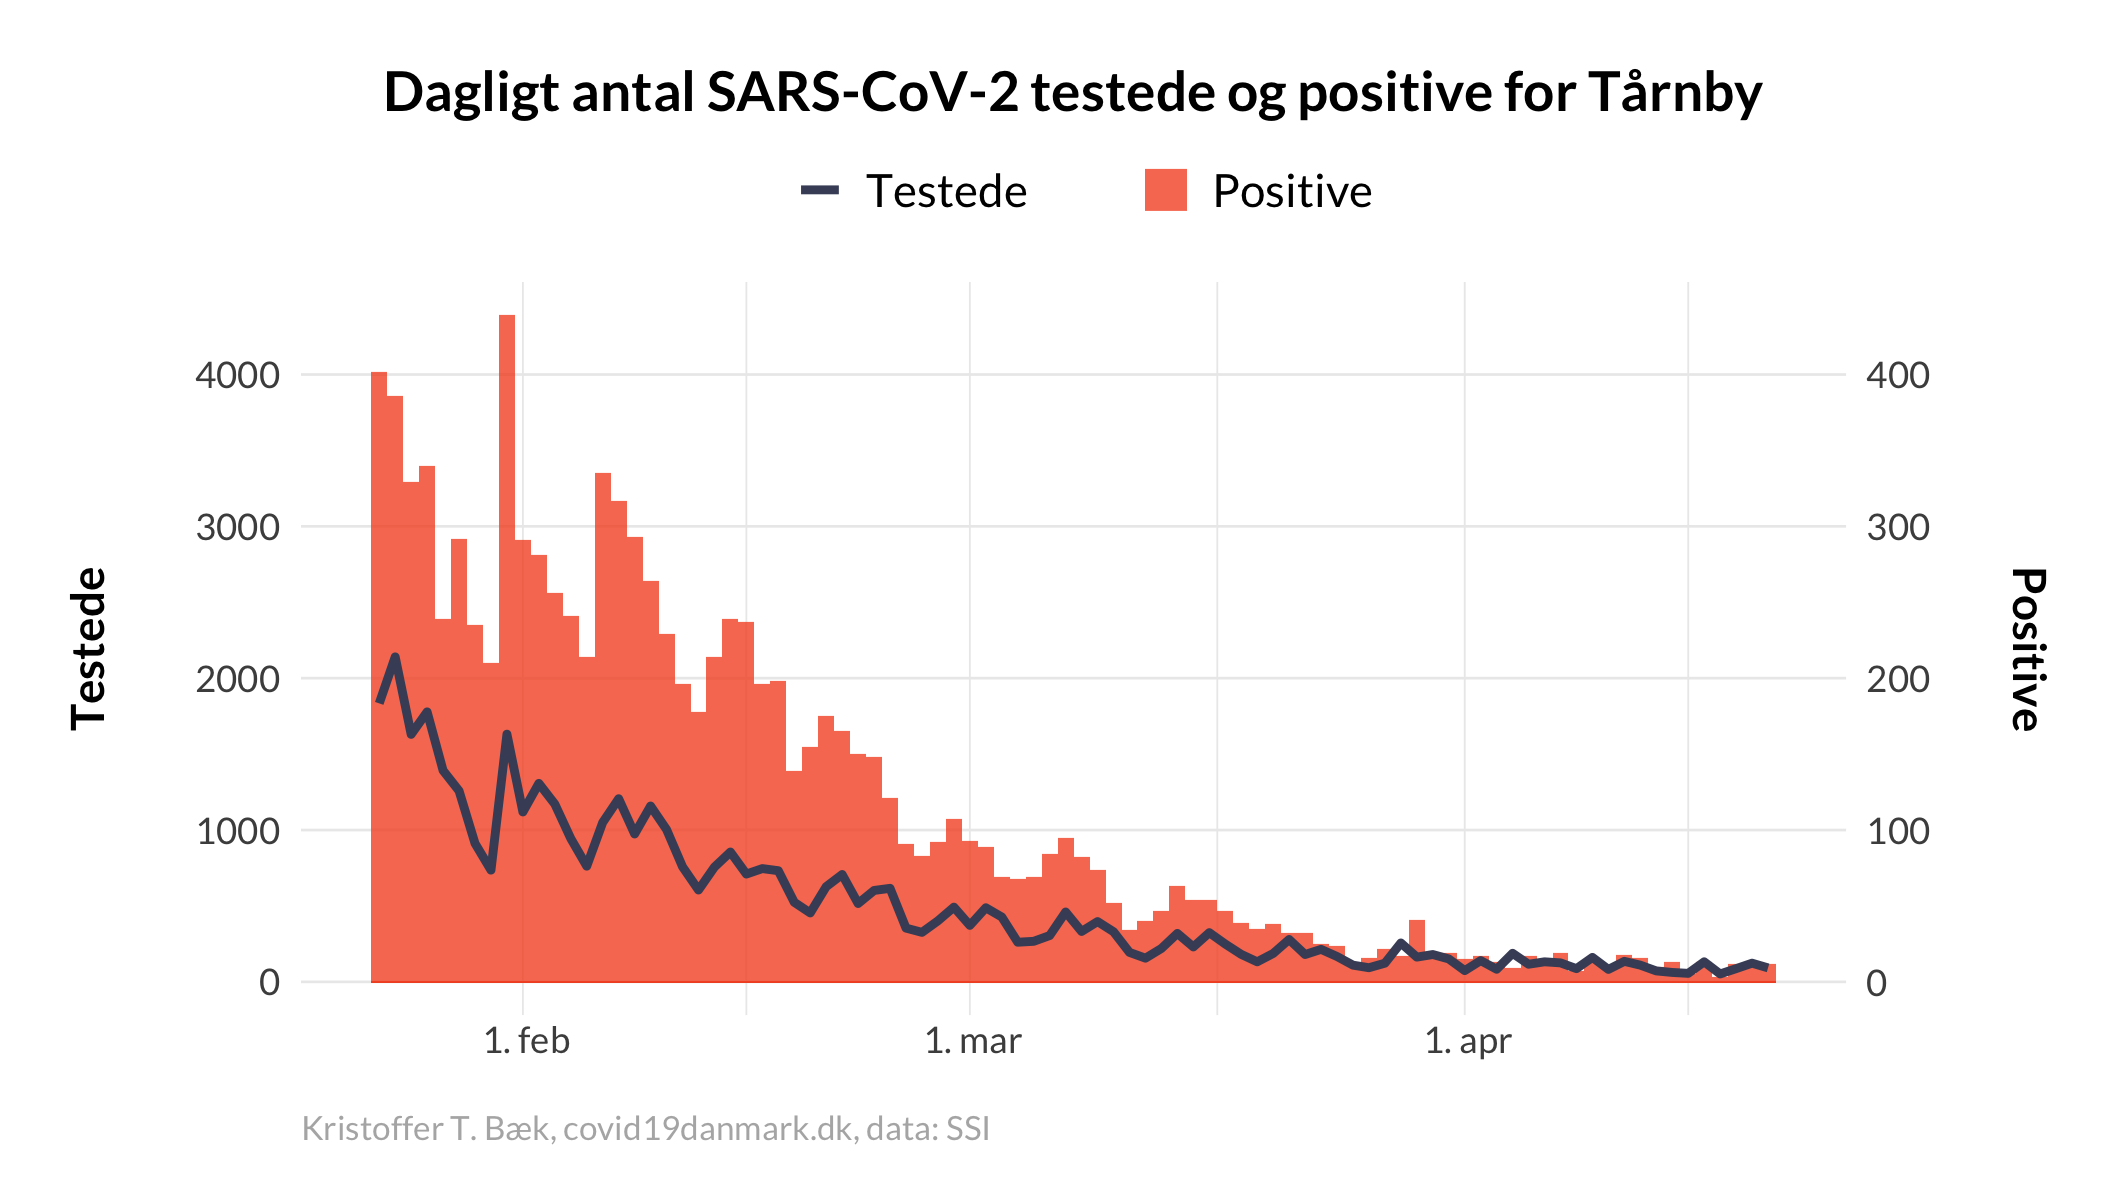 Dagligt antal SARS-CoV-2 testede og positive for Tårnby
Testede Positive
4000 400
3000 300
2000 200
1000 100
0 0
Testede
Positive
1. feb 1. mar 1. apr
Kristoffer T. Bæk, covid19danmark.dk, data: SSI